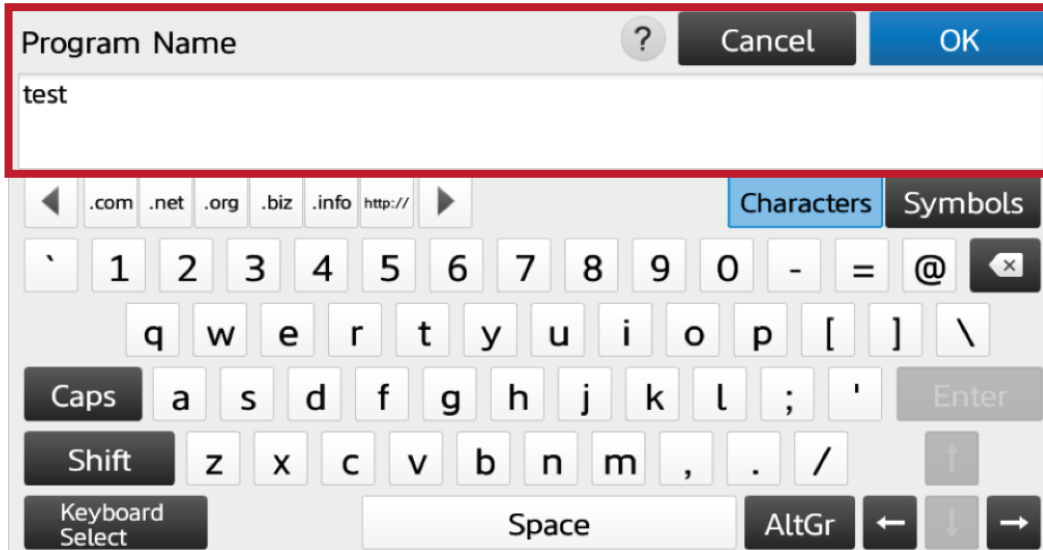 Program Name ? Cancel OK
test
.com .net .org .biz .info http:// Characters Symbols
` 1 2 3 4 5 6 7 8 9 0 - = @
q w e r t y u i o p [ ] \
Caps a s d f g h j k l ; ' Enter
Shift z x c v b n m , . / ↑
Keyboard
Select Space AltGr ← ↓ →